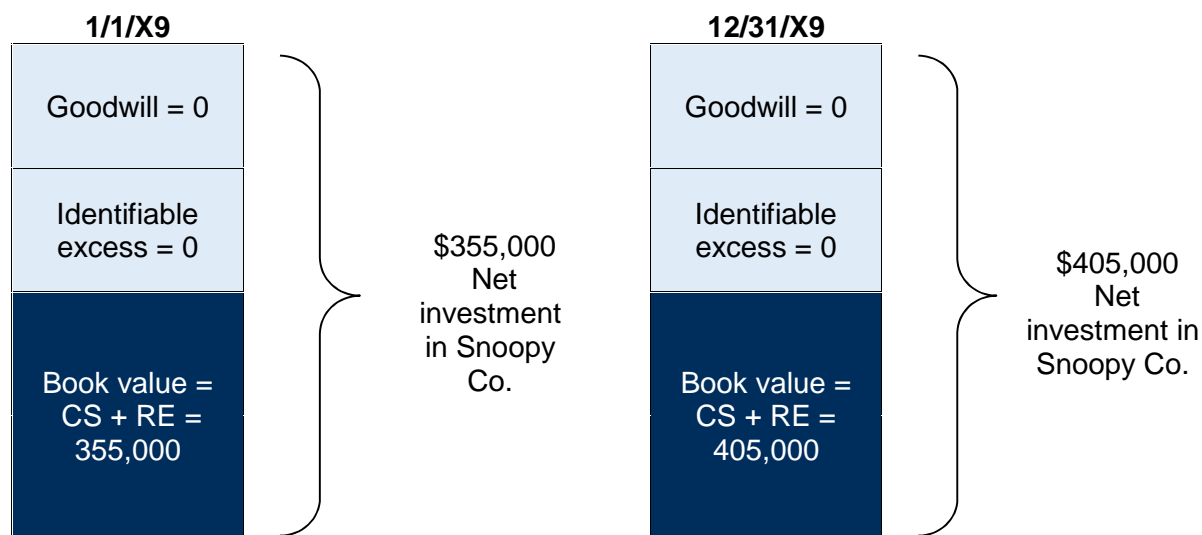 1/1/X9
Goodwill = 0
Identifiable
excess = 0
Book value =
CS + RE =
355,000
$355,000
Net
investment
in Snoopy
Co.
12/31/X9
Goodwill = 0
Identifiable
excess = 0
Book value =
CS + RE =
405,000
$405,000
Net
investment in
Snoopy Co.